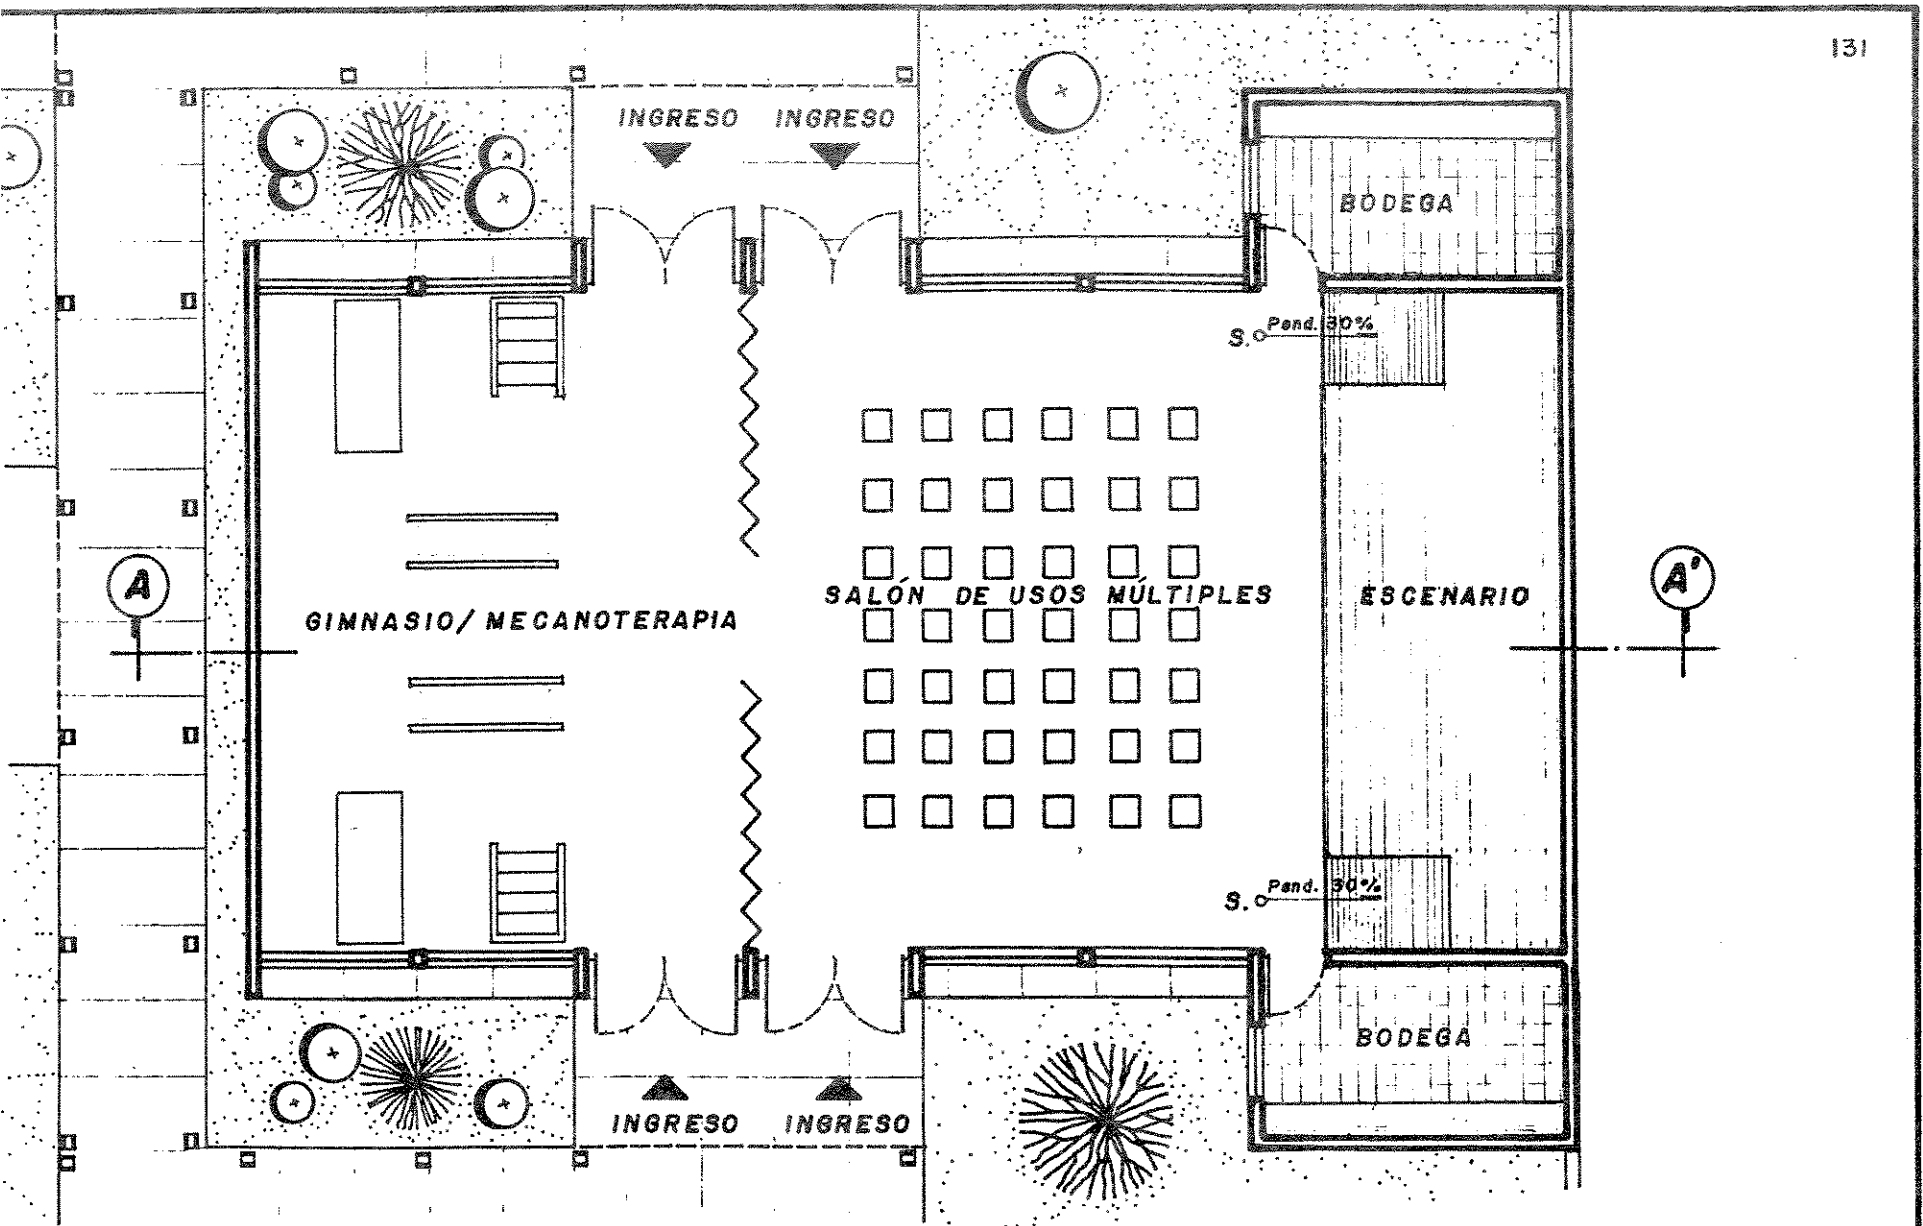 131
INGRESO INGRESO
BODEGA
S. Pend. 30%
A
GIMNASIO/MECANOTERAPIA
SALÓN DE USOS MÚLTIPLES
ESCENARIO
A'
S. Pend. 30%
BODEGA
INGRESO INGRESO